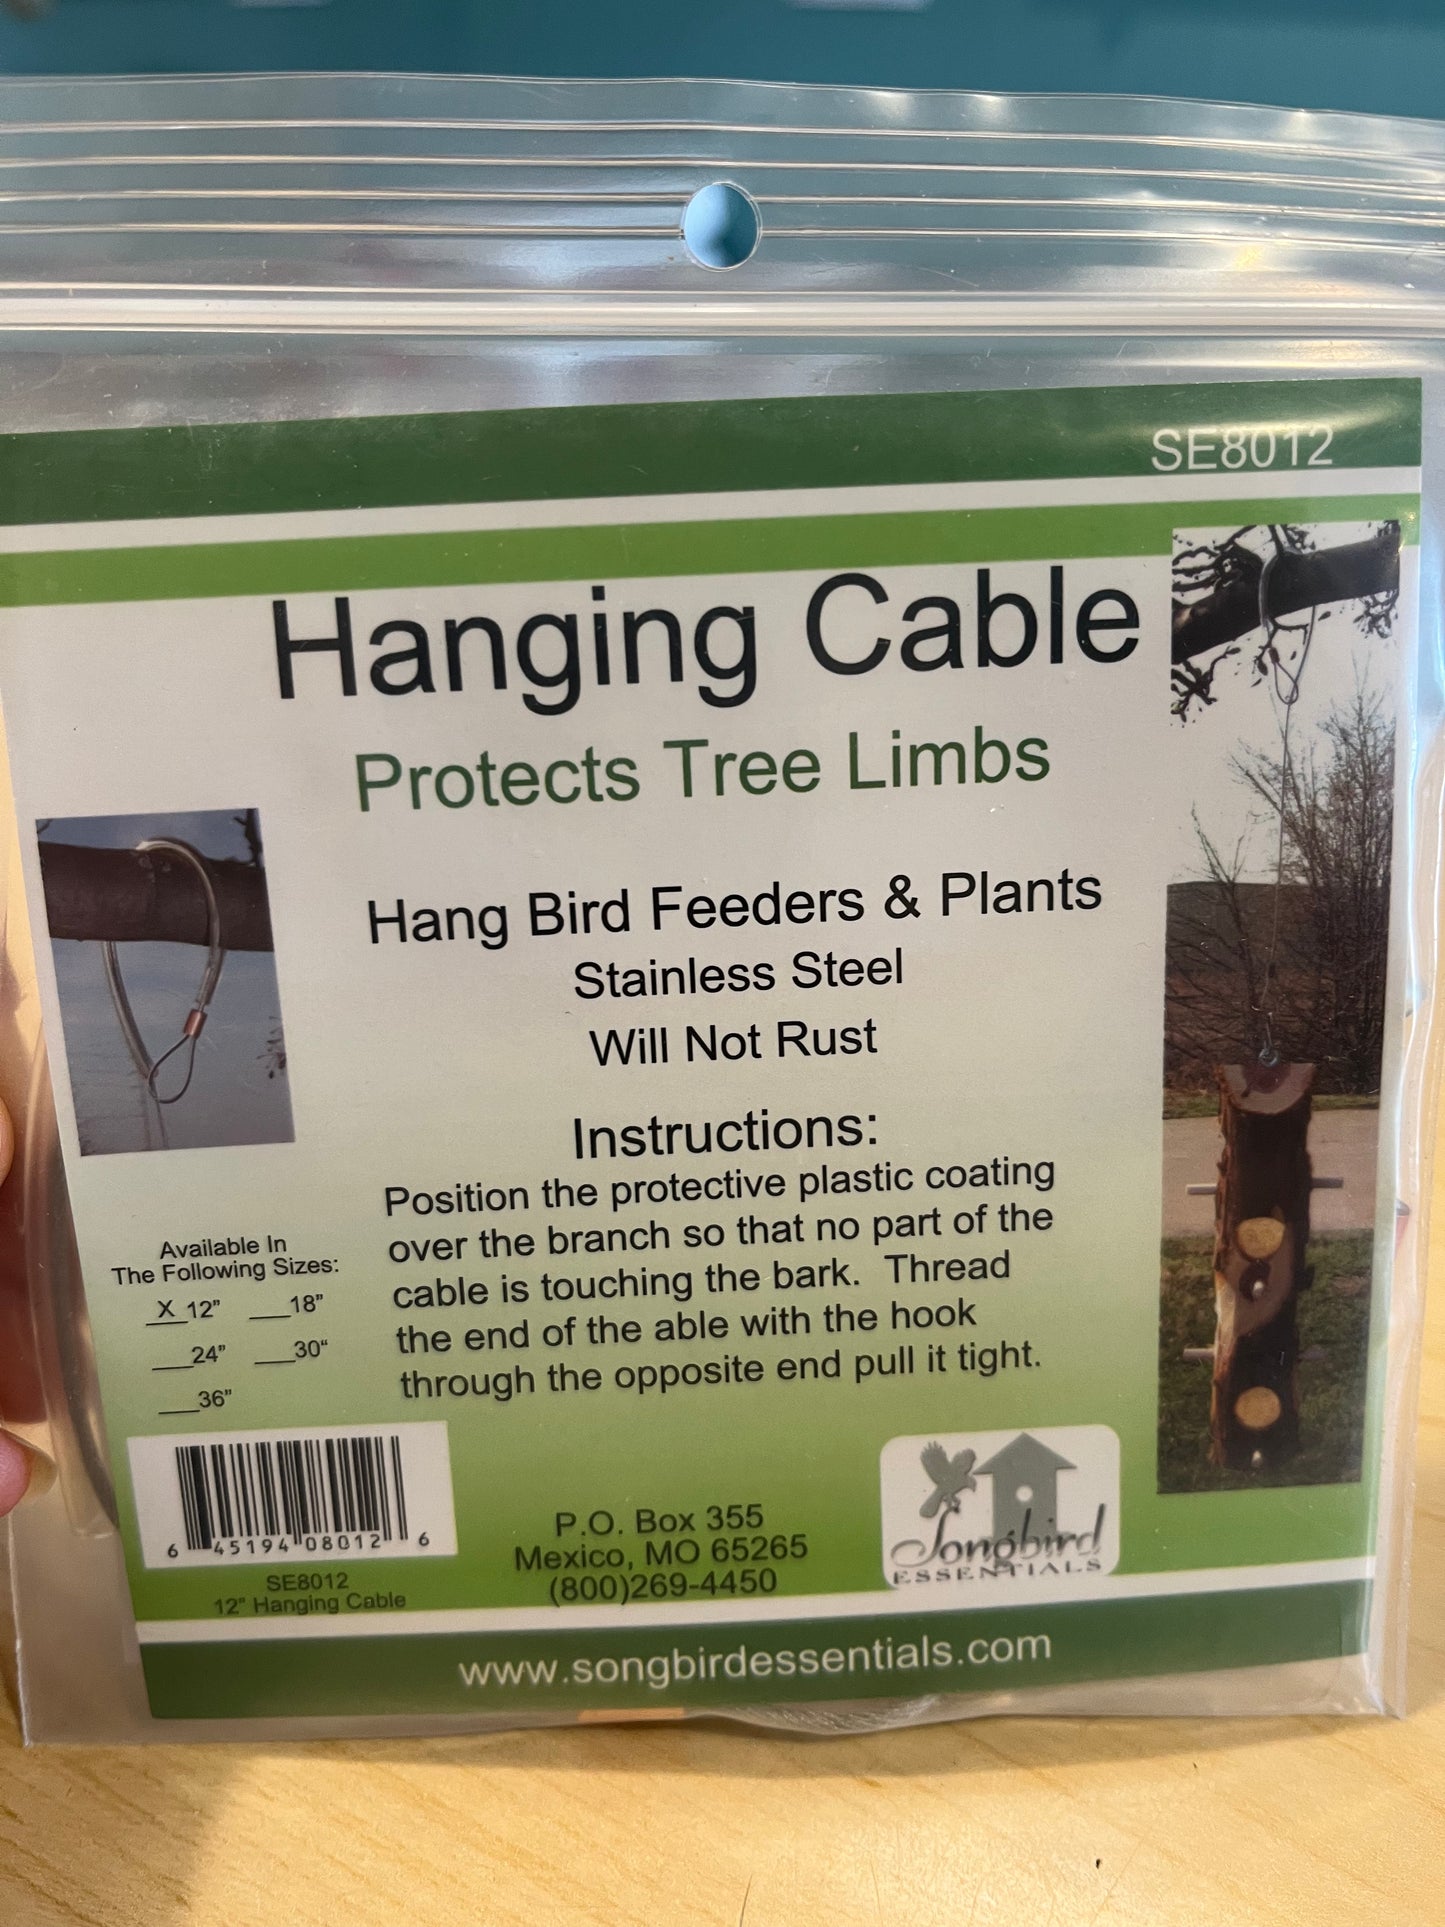 SE8012
Hanging Cable
Protects Tree Limbs
Hang Bird Feeders & Plants
Stainless Steel
Will Not Rust
Instructions:
Position the protective plastic coating
over the branch so that no part of the
cable is touching the bark.  Thread
the end of the able with the hook
through the opposite end pull it tight.
Available In
The Following Sizes:
X 12” ___18”
___24” ___30“
___36”
6 45194 08012 6
SE8012
12” Hanging Cable
P.O. Box 355
Mexico, MO 65265
(800)269-4450
Songbird
ESSENTIALS
www.songbirdessentials.com